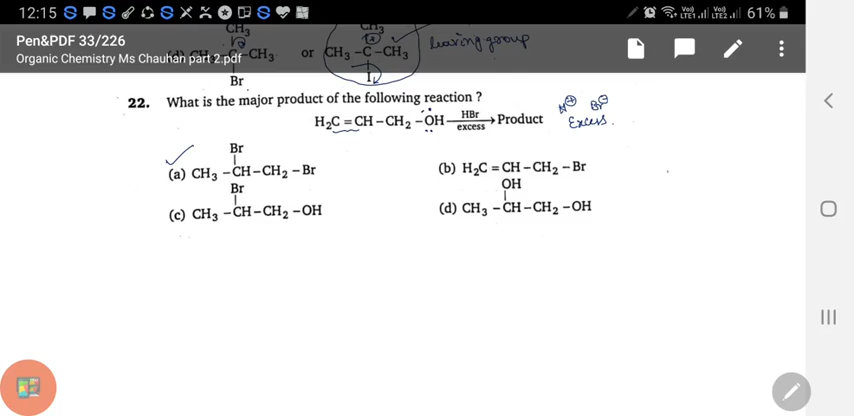 12:15 61%
Pen&PDF 33/226
Organic Chemistry Ms Chauhan part 2.pdf
CH₃ CH₃
-CH₃ or CH₃ -C -CH₃ leaving group
Br I
22. What is the major product of the following reaction ?
H₂C = CH - CH₂ - OH HBr excess → Product H⊕ Br⊖ Excess.
(a) CH₃ - CH(Br) - CH₂ - Br (b) H₂C = CH - CH₂ - Br
(c) CH₃ - CH(Br) - CH₂ - OH (d) CH₃ - CH(OH) - CH₂ - OH